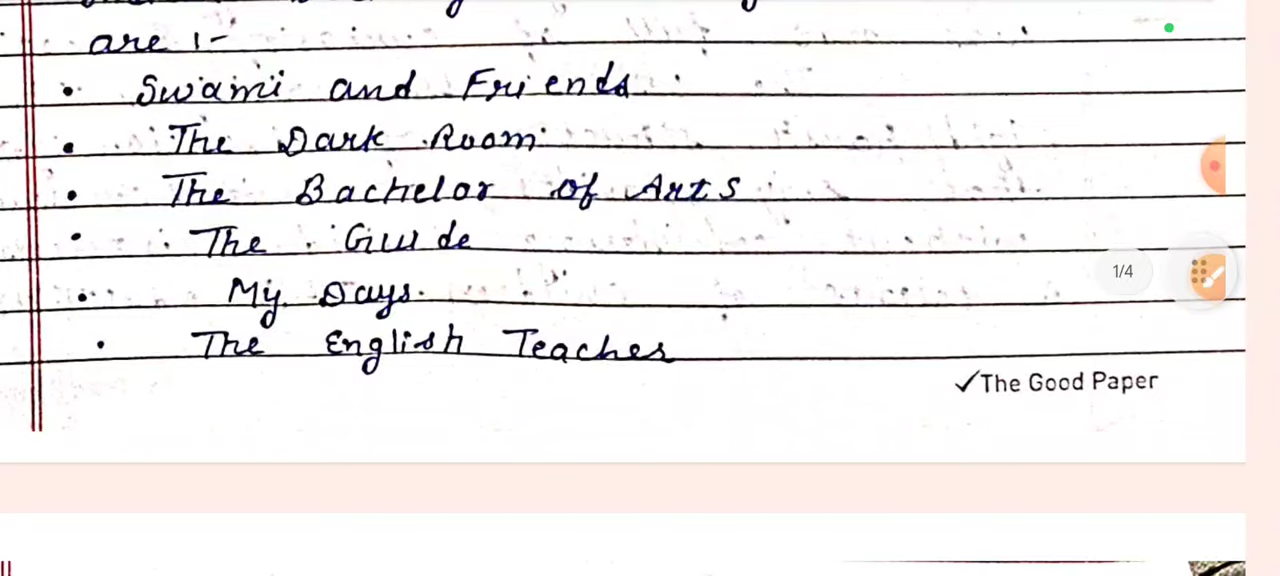 are :-
• Swami and Friends
• The Dark Room
• The Bachelor of Arts
• The Guide
• My Days.
• The English Teacher
1/4
✓The Good Paper